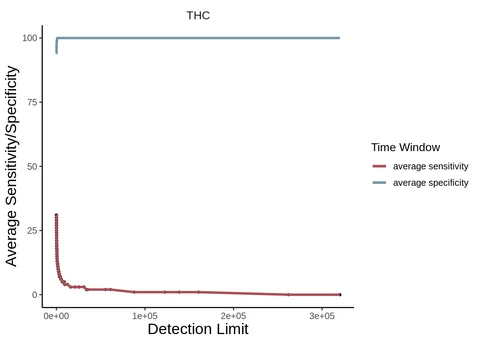 THC
Average Sensitivity/Specificity
100
75
50
25
0
0e+00 1e+05 2e+05 3e+05
Detection Limit
Time Window
average sensitivity
average specificity